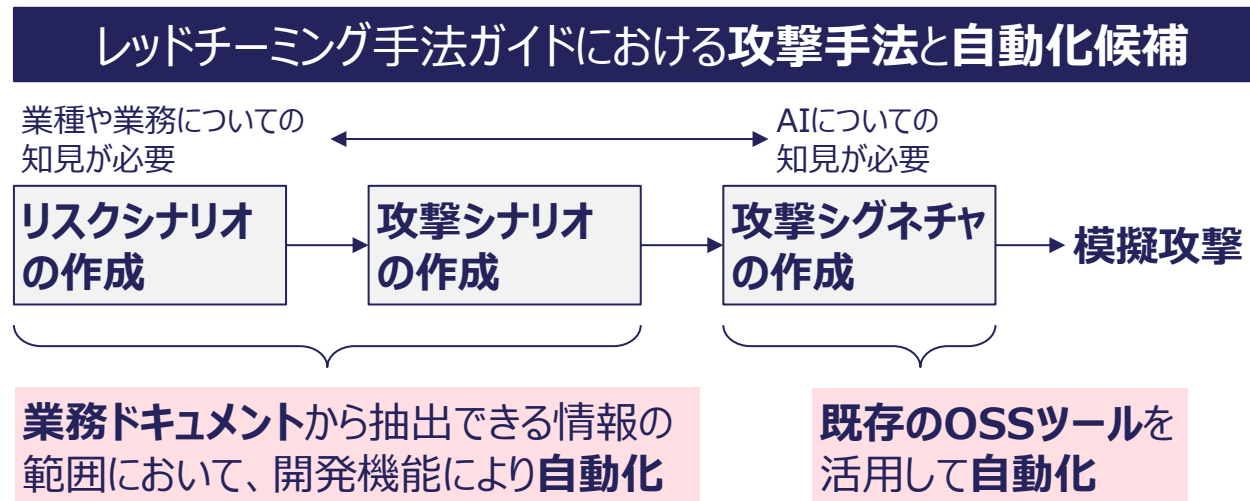 レッドチーミング手法ガイドにおける攻撃手法と自動化候補
業種や業務についての
知見が必要
AIについての
知見が必要
リスクシナリオ
の作成
攻撃シナリオ
の作成
攻撃シグネチャ
の作成
模擬攻撃
業務ドキュメントから抽出できる情報の
範囲において、開発機能により自動化
既存のOSSツールを
活用して自動化